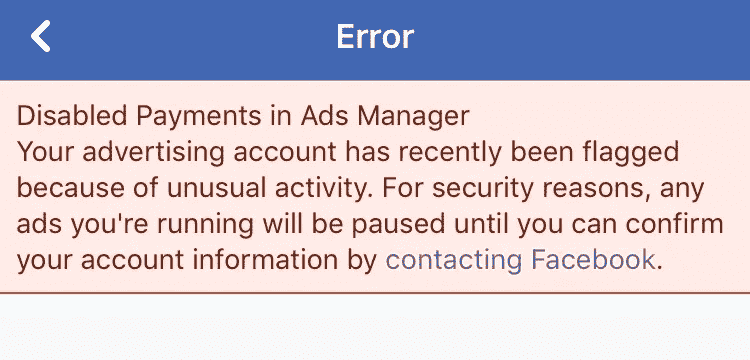 Error
Disabled Payments in Ads Manager
Your advertising account has recently been flagged
because of unusual activity. For security reasons, any
ads you're running will be paused until you can confirm
your account information by contacting Facebook.